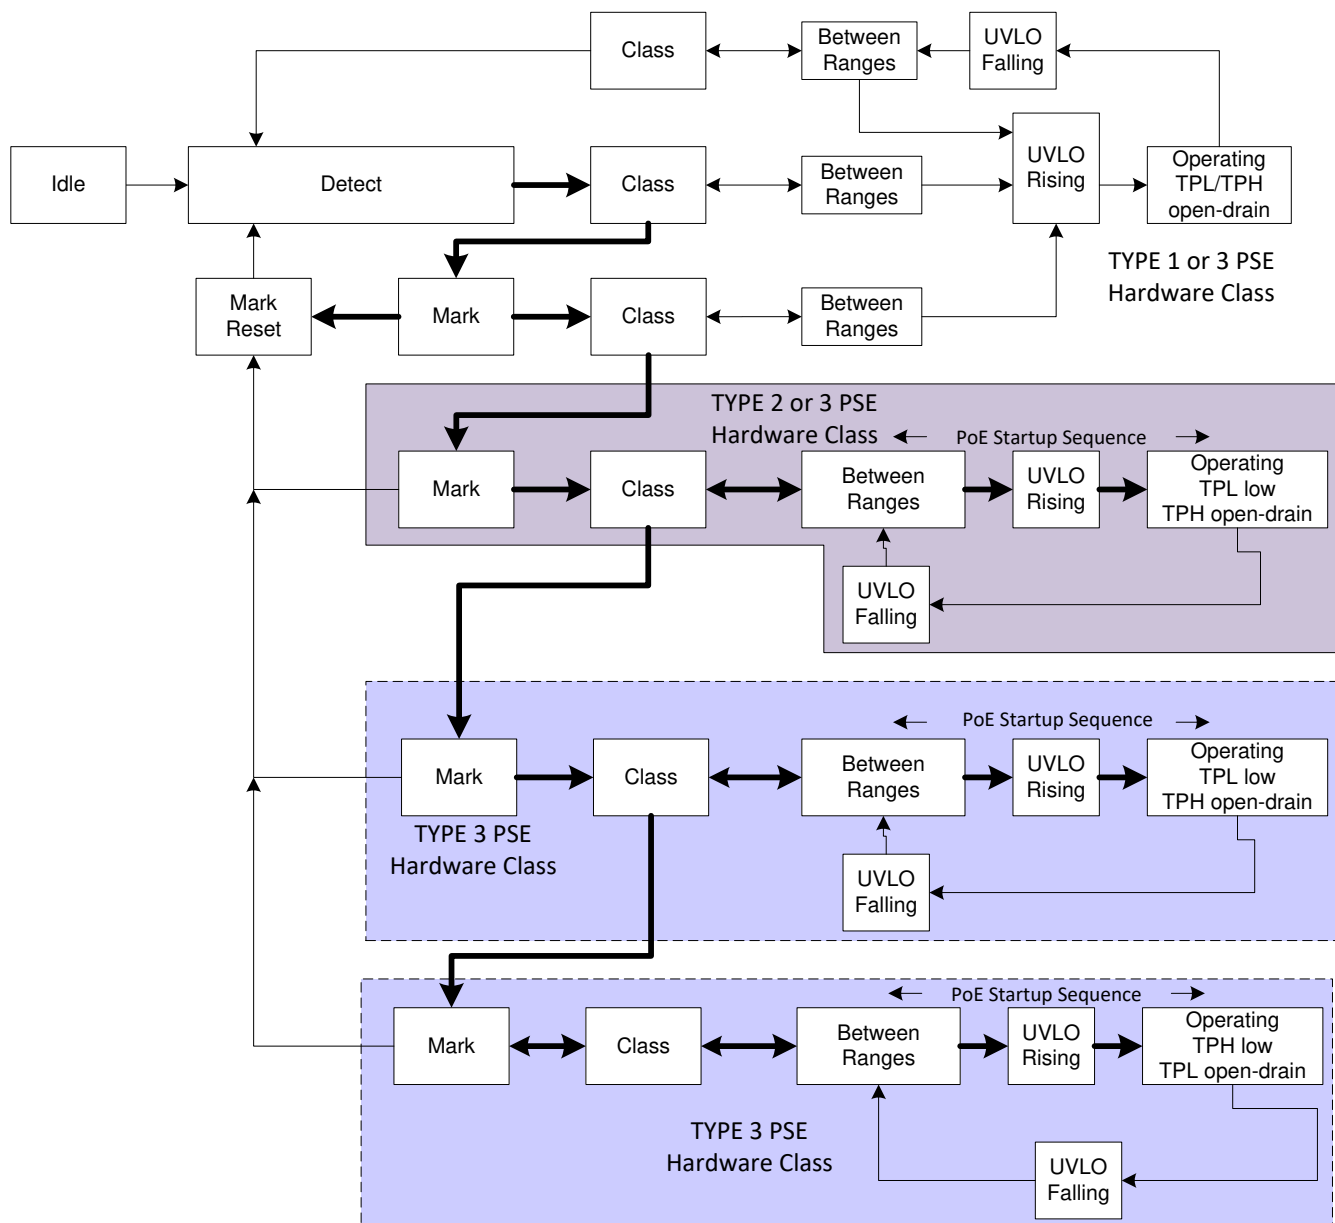 Class
Between
Ranges
UVLO
Falling
Idle
Detect
Class
Between
Ranges
UVLO
Rising
Operating
TPL/TPH
open-drain
TYPE 1 or 3 PSE
Hardware Class
Mark
Reset
Mark
Class
Between
Ranges
TYPE 2 or 3 PSE
Hardware Class
PoE Startup Sequence
Mark
Class
Between
Ranges
UVLO
Rising
Operating
TPL low
TPH open-drain
UVLO
Falling
PoE Startup Sequence
Mark
Class
Between
Ranges
UVLO
Rising
Operating
TPL low
TPH open-drain
TYPE 3 PSE
Hardware Class
UVLO
Falling
PoE Startup Sequence
Mark
Class
Between
Ranges
UVLO
Rising
Operating
TPH low
TPL open-drain
TYPE 3 PSE
Hardware Class
UVLO
Falling